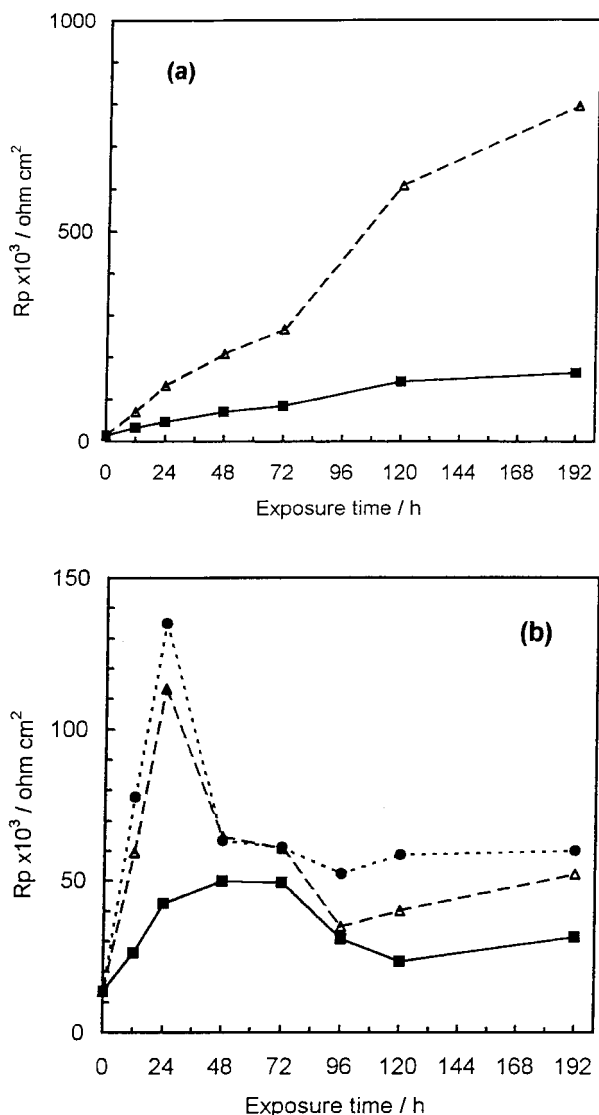 1000
(a)
500
0
Rp x10³ / ohm cm²
0 24 48 72 96 120 144 168 192
Exposure time / h
150
(b)
100
50
0
Rp x10³ / ohm cm²
0 24 48 72 96 120 144 168 192
Exposure time / h